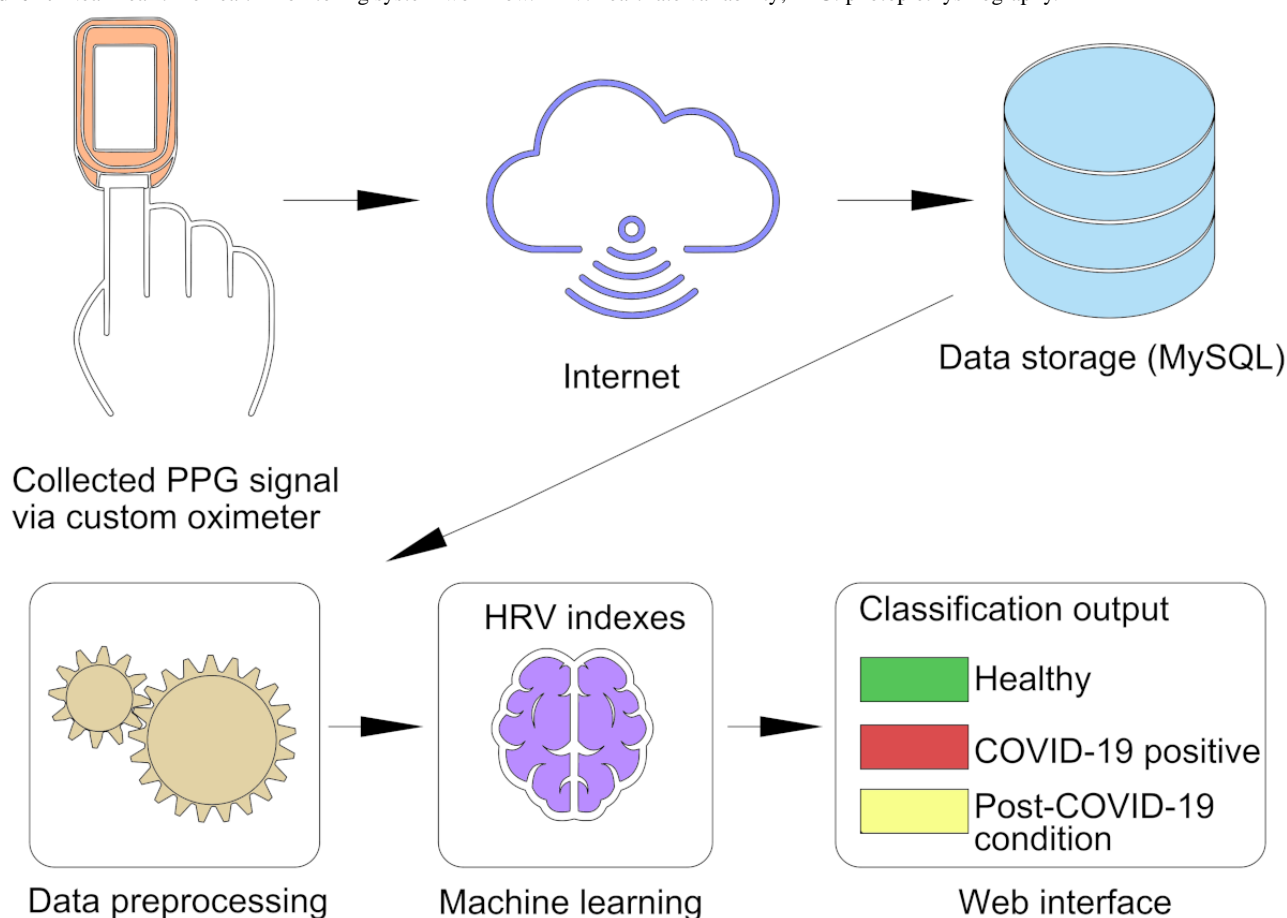 Internet
Data storage (MySQL)
Collected PPG signal
via custom oximeter
HRV indexes
Classification output
Healthy
COVID-19 positive
Post-COVID-19
condition
Data preprocessing
Machine learning
Web interface